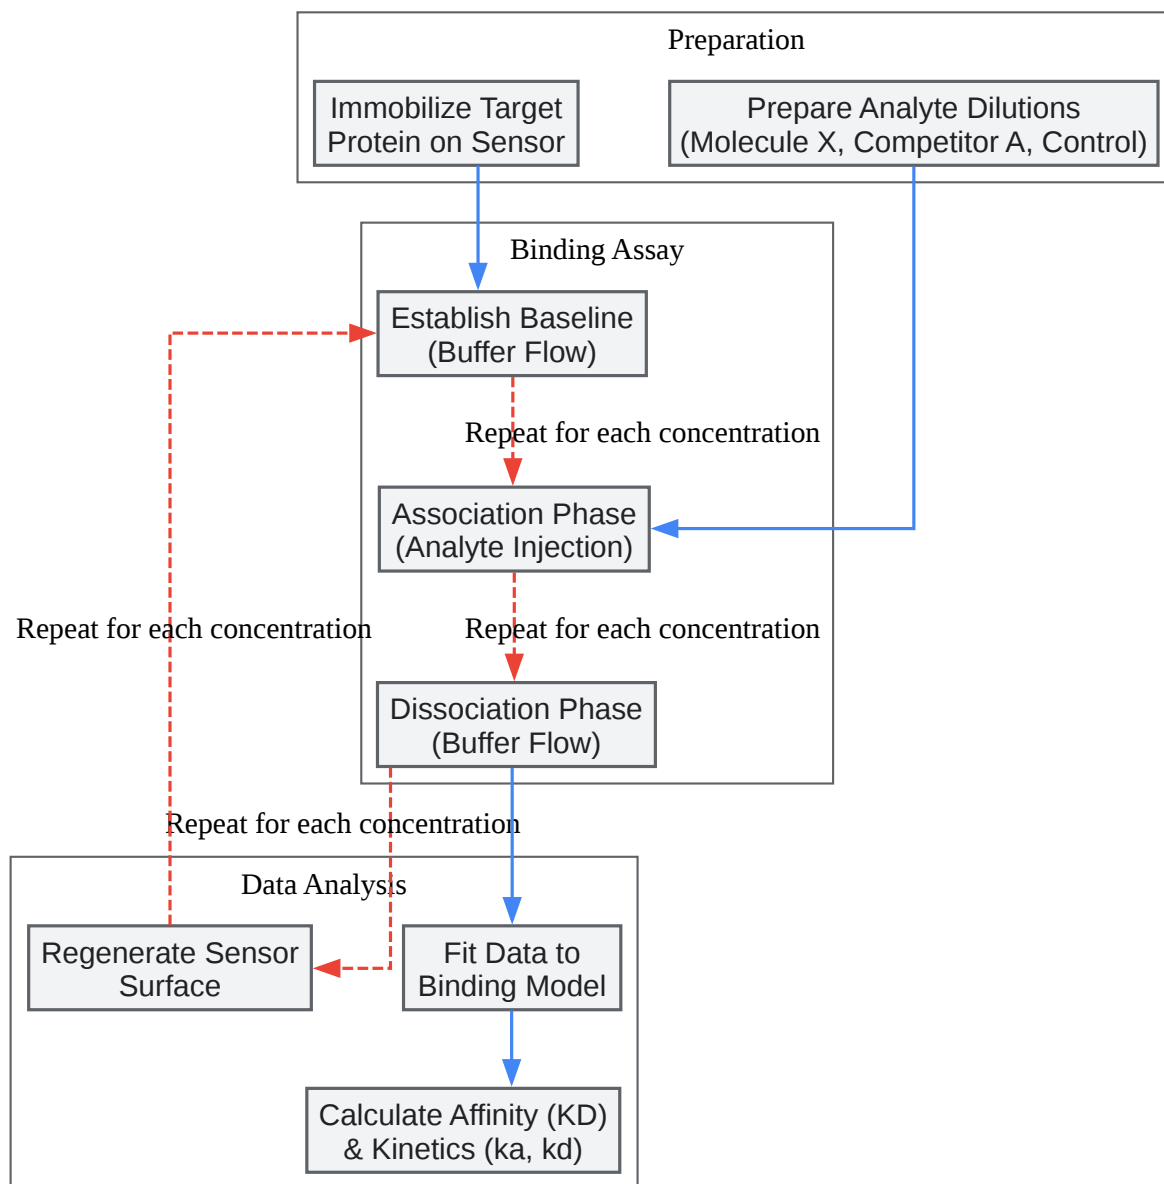 Preparation
Immobilize Target
Protein on Sensor
Prepare Analyte Dilutions
(Molecule X, Competitor A, Control)
Binding Assay
Establish Baseline
(Buffer Flow)
Repeat for each concentration
Association Phase
(Analyte Injection)
Repeat for each concentration
Repeat for each concentration
Dissociation Phase
(Buffer Flow)
Repeat for each concentration
Data Analysis
Regenerate Sensor
Surface
Fit Data to
Binding Model
Calculate Affinity (KD)
& Kinetics (ka, kd)